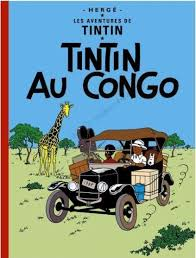 ★ HERGÉ ★
LES AVENTURES DE
TINTIN
★
TINTIN
AU CONGO